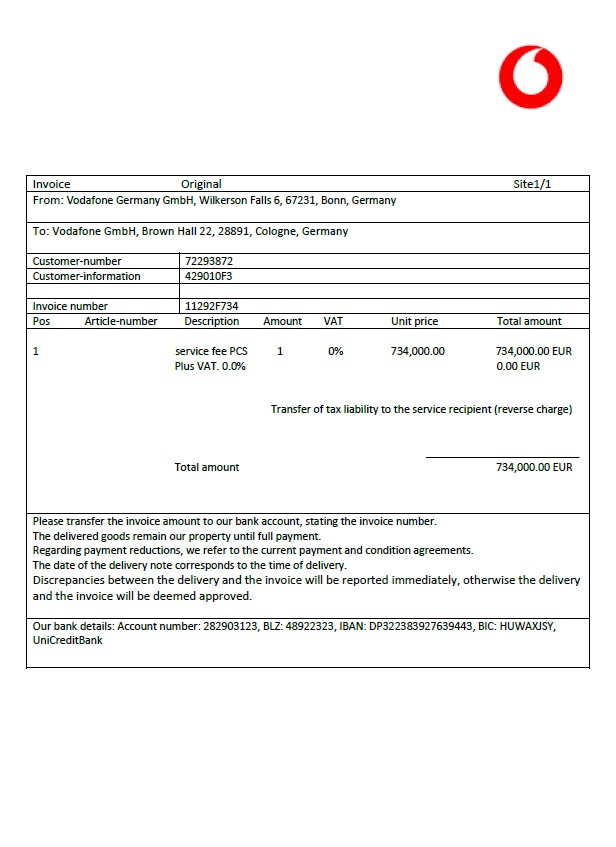 Invoice Original Site1/1
From: Vodafone Germany GmbH, Wilkerson Falls 6, 67231, Bonn, Germany
To: Vodafone GmbH, Brown Hall 22, 28891, Cologne, Germany
Customer-number 72293872
Customer-information 429010F3
Invoice number 11292F734
Pos Article-number Description Amount VAT Unit price Total amount
1 service fee PCS 1 0% 734,000.00 734,000.00 EUR
Plus VAT. 0.0% 0.00 EUR
Transfer of tax liability to the service recipient (reverse charge)
Total amount 734,000.00 EUR
Please transfer the invoice amount to our bank account, stating the invoice number.
The delivered goods remain our property until full payment.
Regarding payment reductions, we refer to the current payment and condition agreements.
The date of the delivery note corresponds to the time of delivery.
Discrepancies between the delivery and the invoice will be reported immediately, otherwise the delivery
and the invoice will be deemed approved.
Our bank details: Account number: 282903123, BLZ: 48922323, IBAN: DP322383927639443, BIC: HUWAXJSY,
UniCreditBank